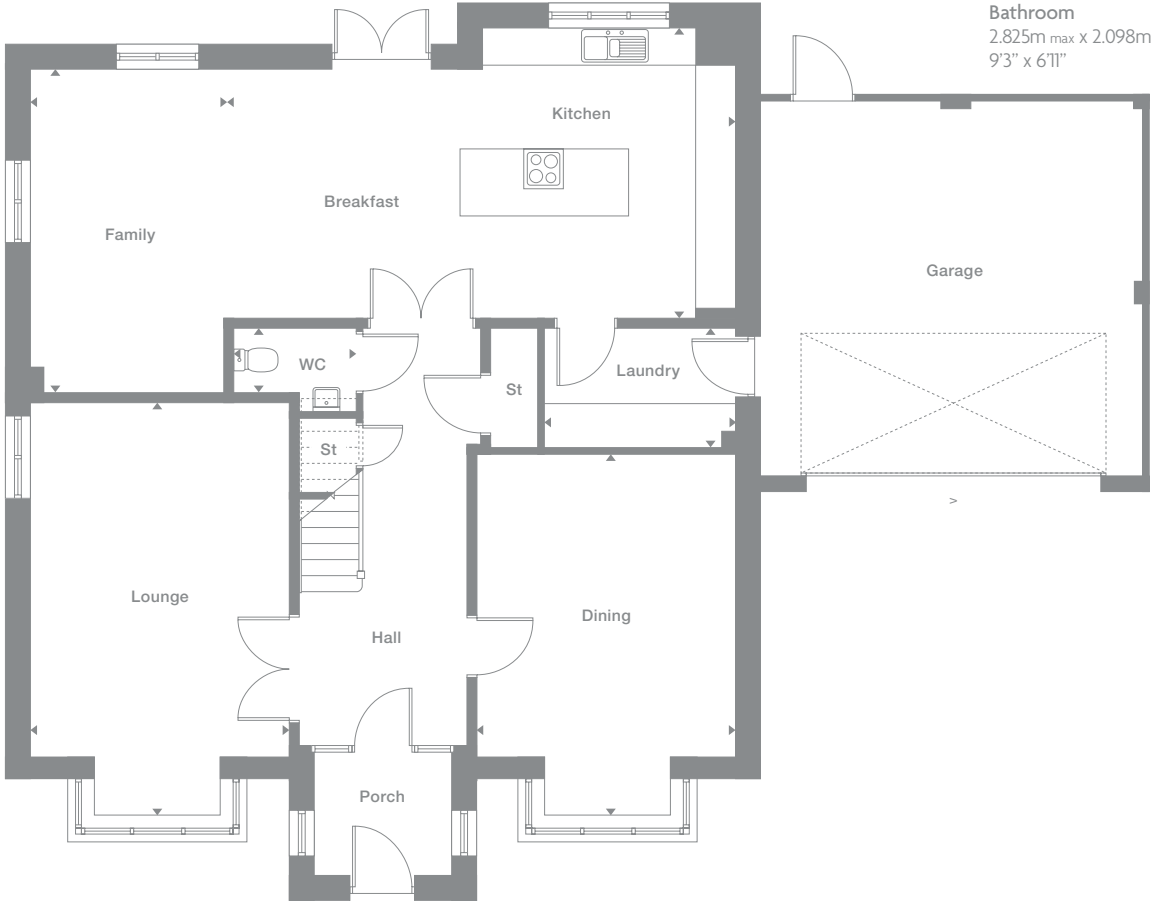 Bathroom
2.825m max x 2.098m
9'3” x 6'11”
Kitchen
Breakfast
Family
Garage
WC
Laundry
St
St
Lounge
Dining
Hall
Porch